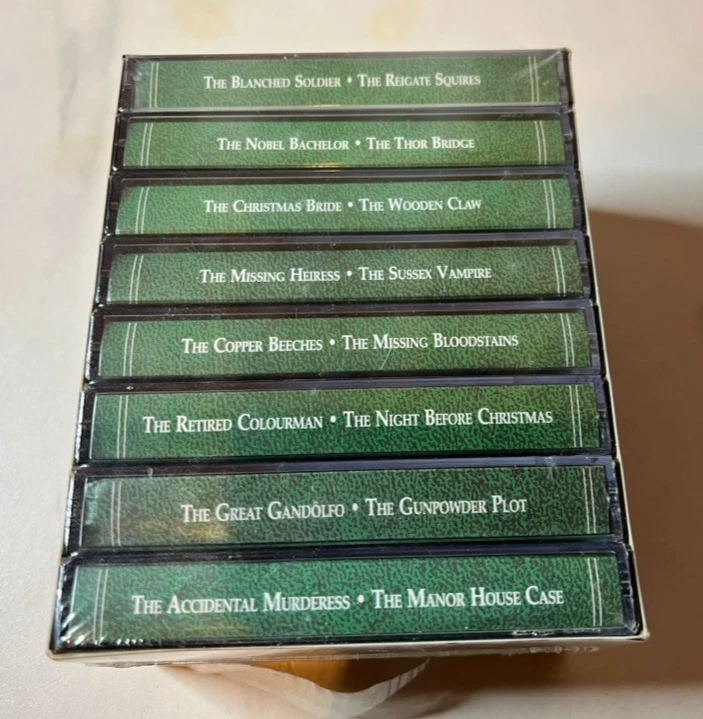 The Blanched Soldier • The Reigate Squires
The Nobel Bachelor • The Thor Bridge
The Christmas Bride • The Wooden Claw
The Missing Heiress • The Sussex Vampire
The Copper Beeches • The Missing Bloodstains
The Retired Colourman • The Night Before Christmas
The Great Gandolfo • The Gunpowder Plot
The Accidental Murderess • The Manor House Case